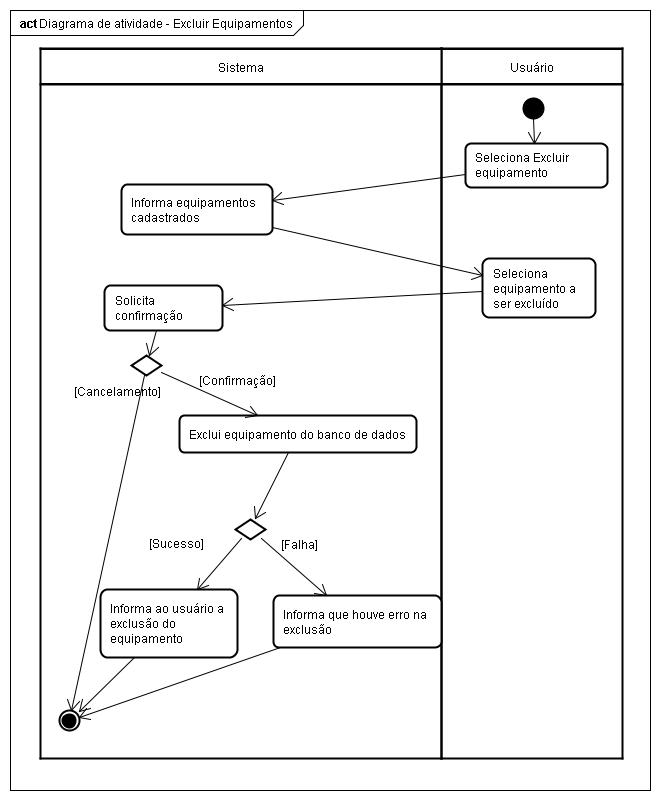 act Diagrama de atividade - Excluir Equipamentos
Sistema
Usuário
Seleciona Excluir
equipamento
Informa equipamentos
cadastrados
Seleciona
equipamento a
ser excluído
Solicita
confirmação
[Cancelamento]
[Confirmação]
Exclui equipamento do banco de dados
[Sucesso]
[Falha]
Informa ao usuário a
exclusão do
equipamento
Informa que houve erro na
exclusão